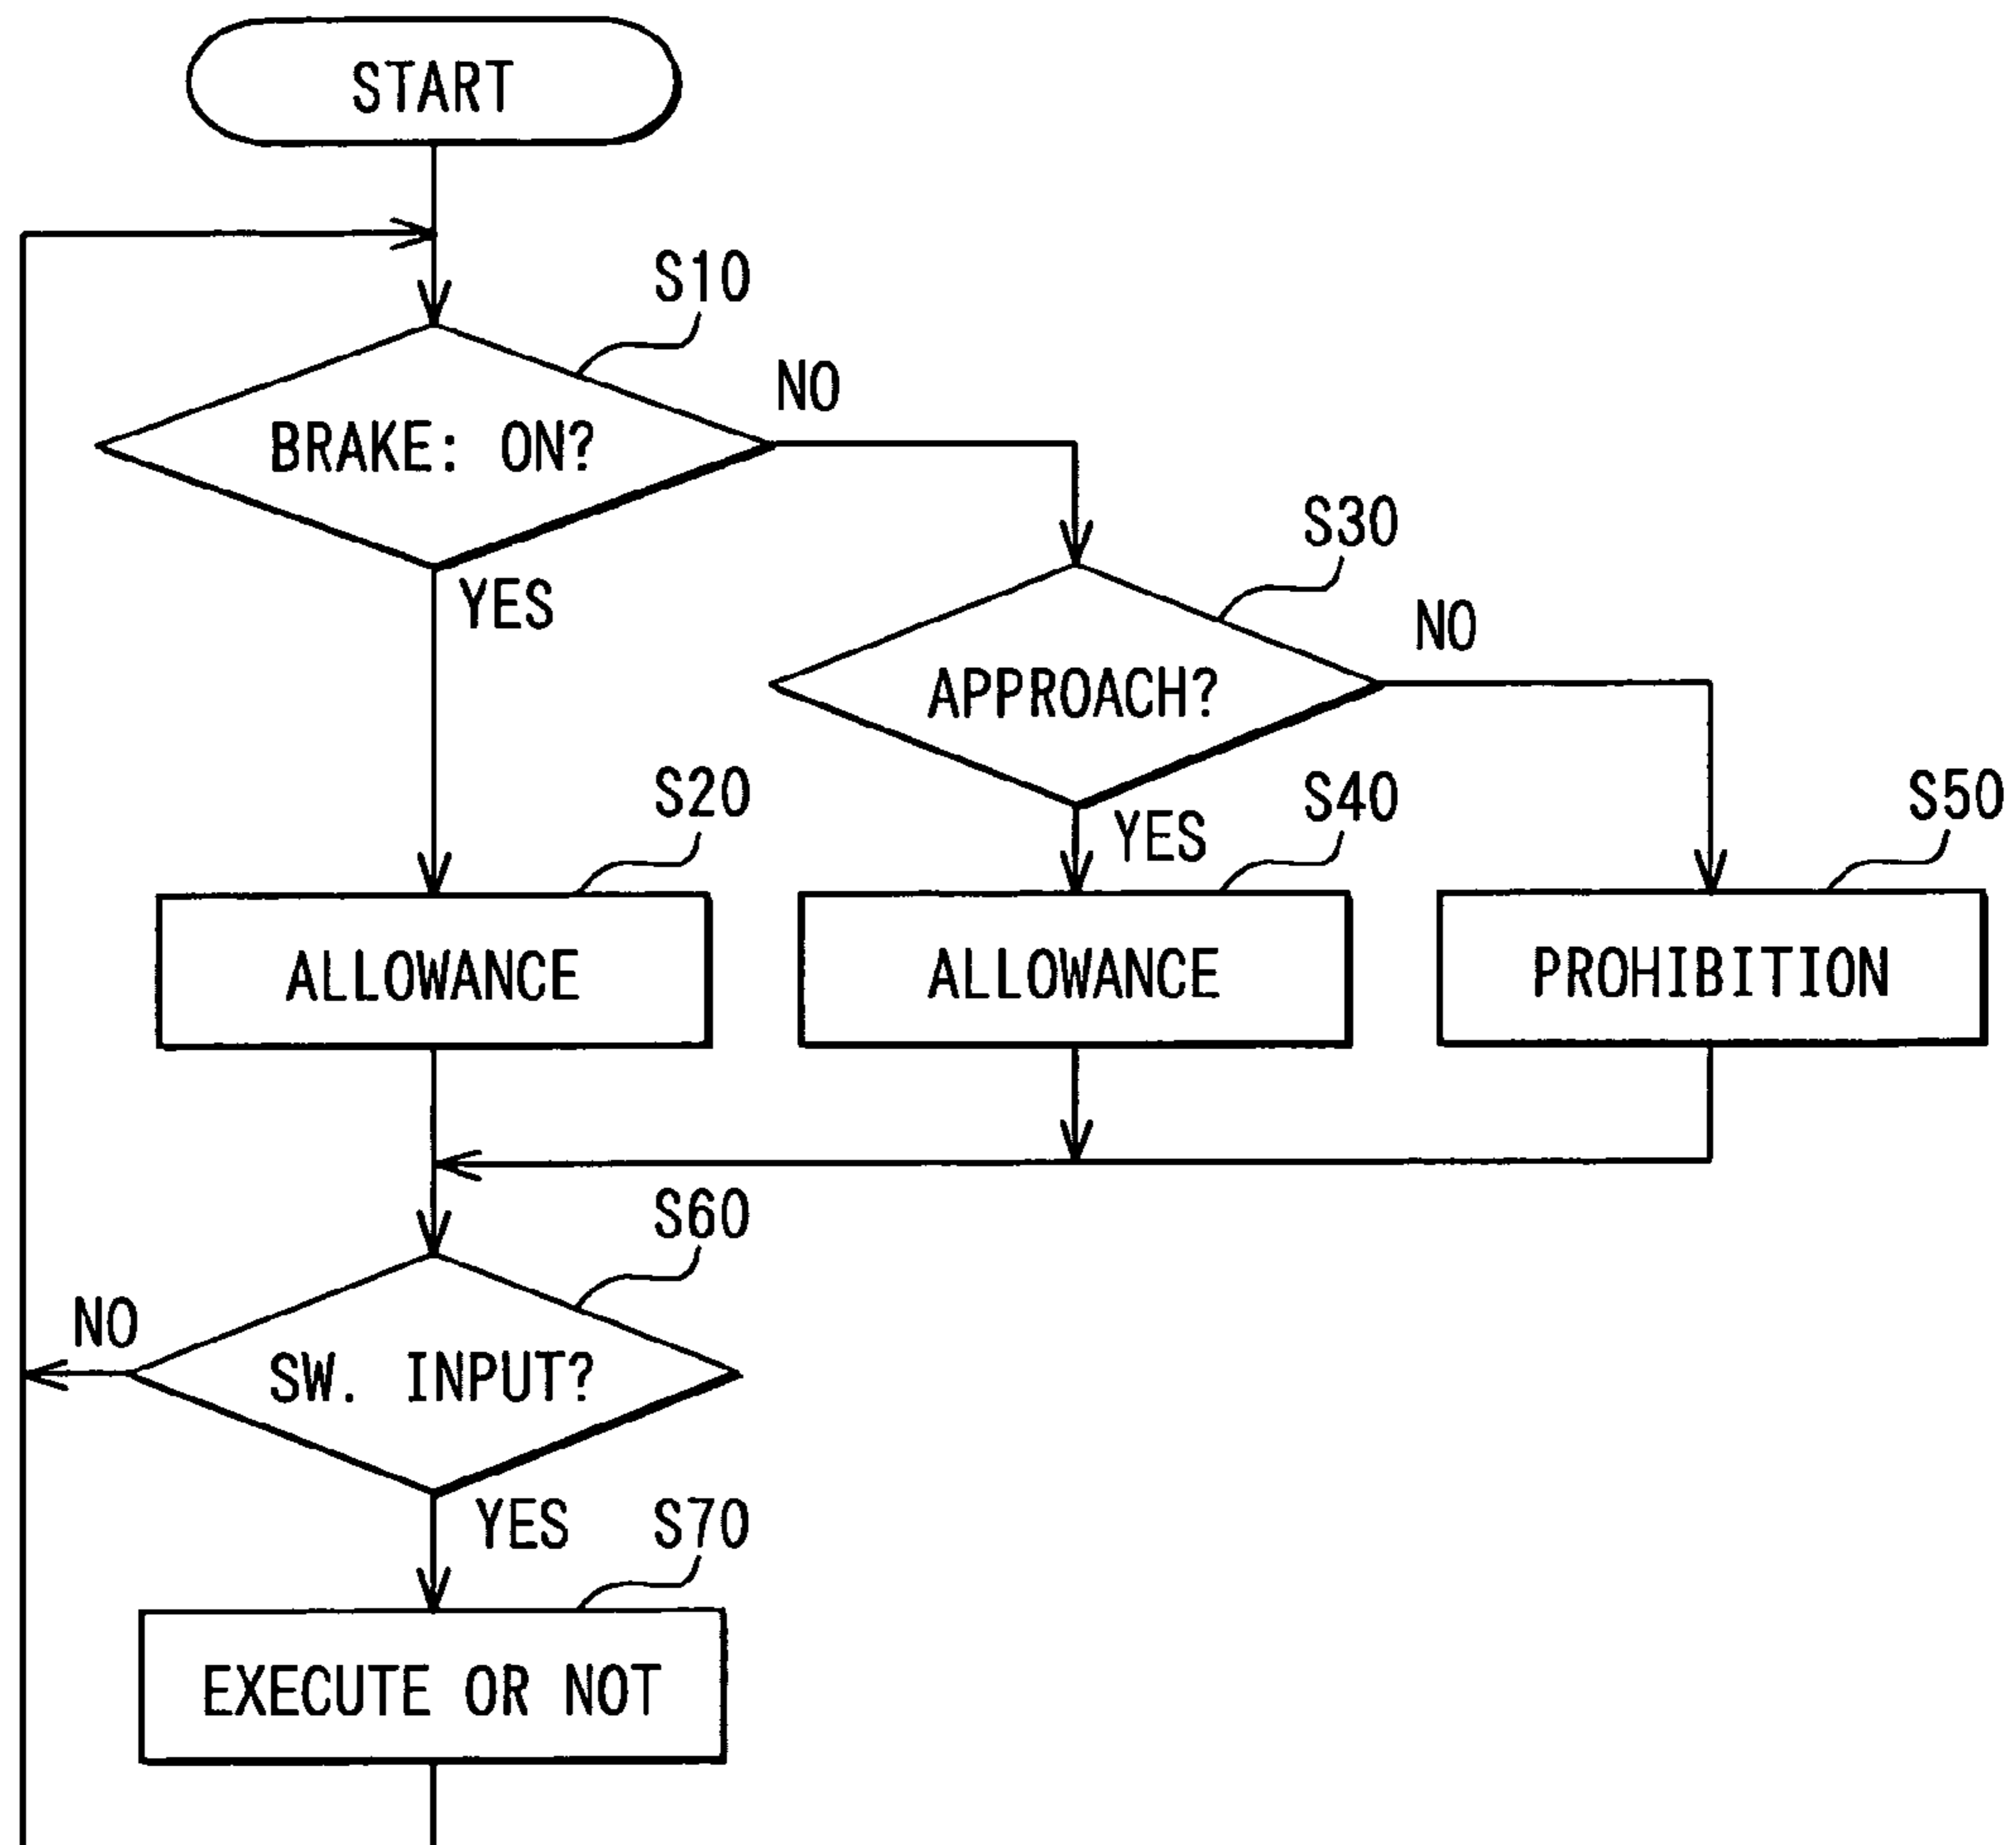 START
S10
NO
BRAKE: ON?
S30
YES
NO
APPROACH?
S20
S40
S50
YES
ALLOWANCE
ALLOWANCE
PROHIBITION
S60
NO
SW. INPUT?
YES
S70
EXECUTE OR NOT